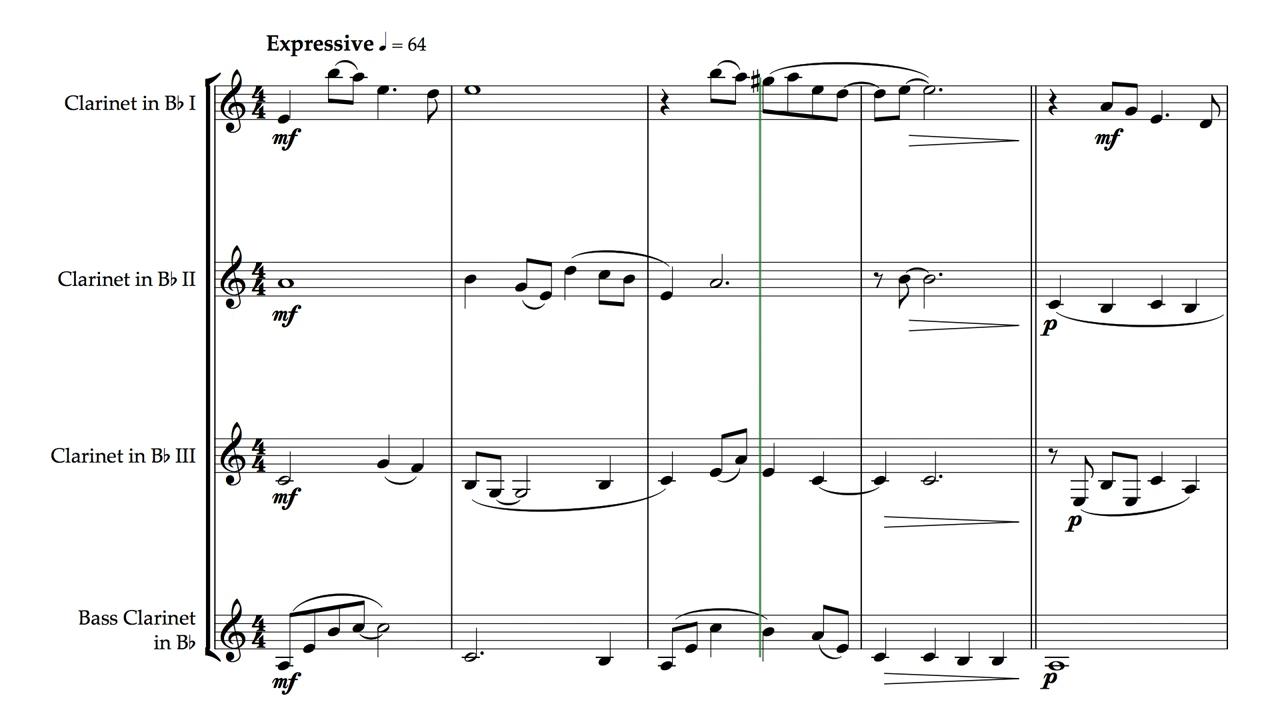 Expressive ♩ = 64
Clarinet in B♭ I
mf
mf
Clarinet in B♭ II
mf
p
Clarinet in B♭ III
mf
p
Bass Clarinet
in B♭
mf
p